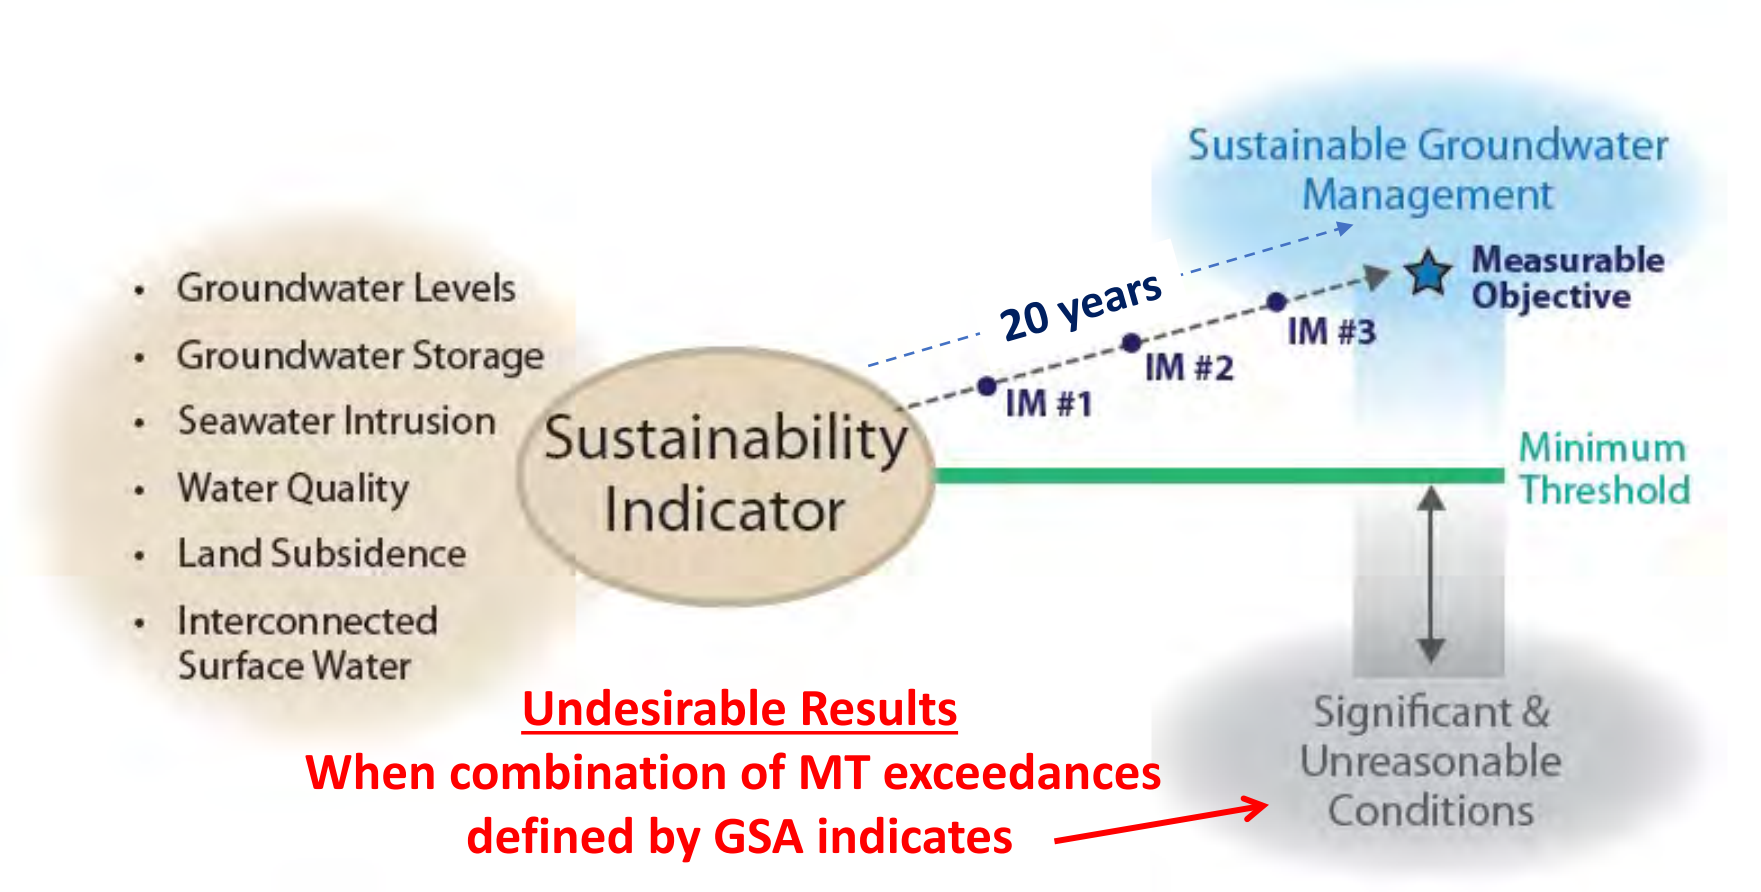 Sustainable Groundwater
Management
Measurable
Objective
20 years
IM #1
IM #2
IM #3
• Groundwater Levels
• Groundwater Storage
• Seawater Intrusion
• Water Quality
• Land Subsidence
• Interconnected
Surface Water
Sustainability
Indicator
Minimum
Threshold
Undesirable Results
When combination of MT exceedances
defined by GSA indicates
Significant &
Unreasonable
Conditions